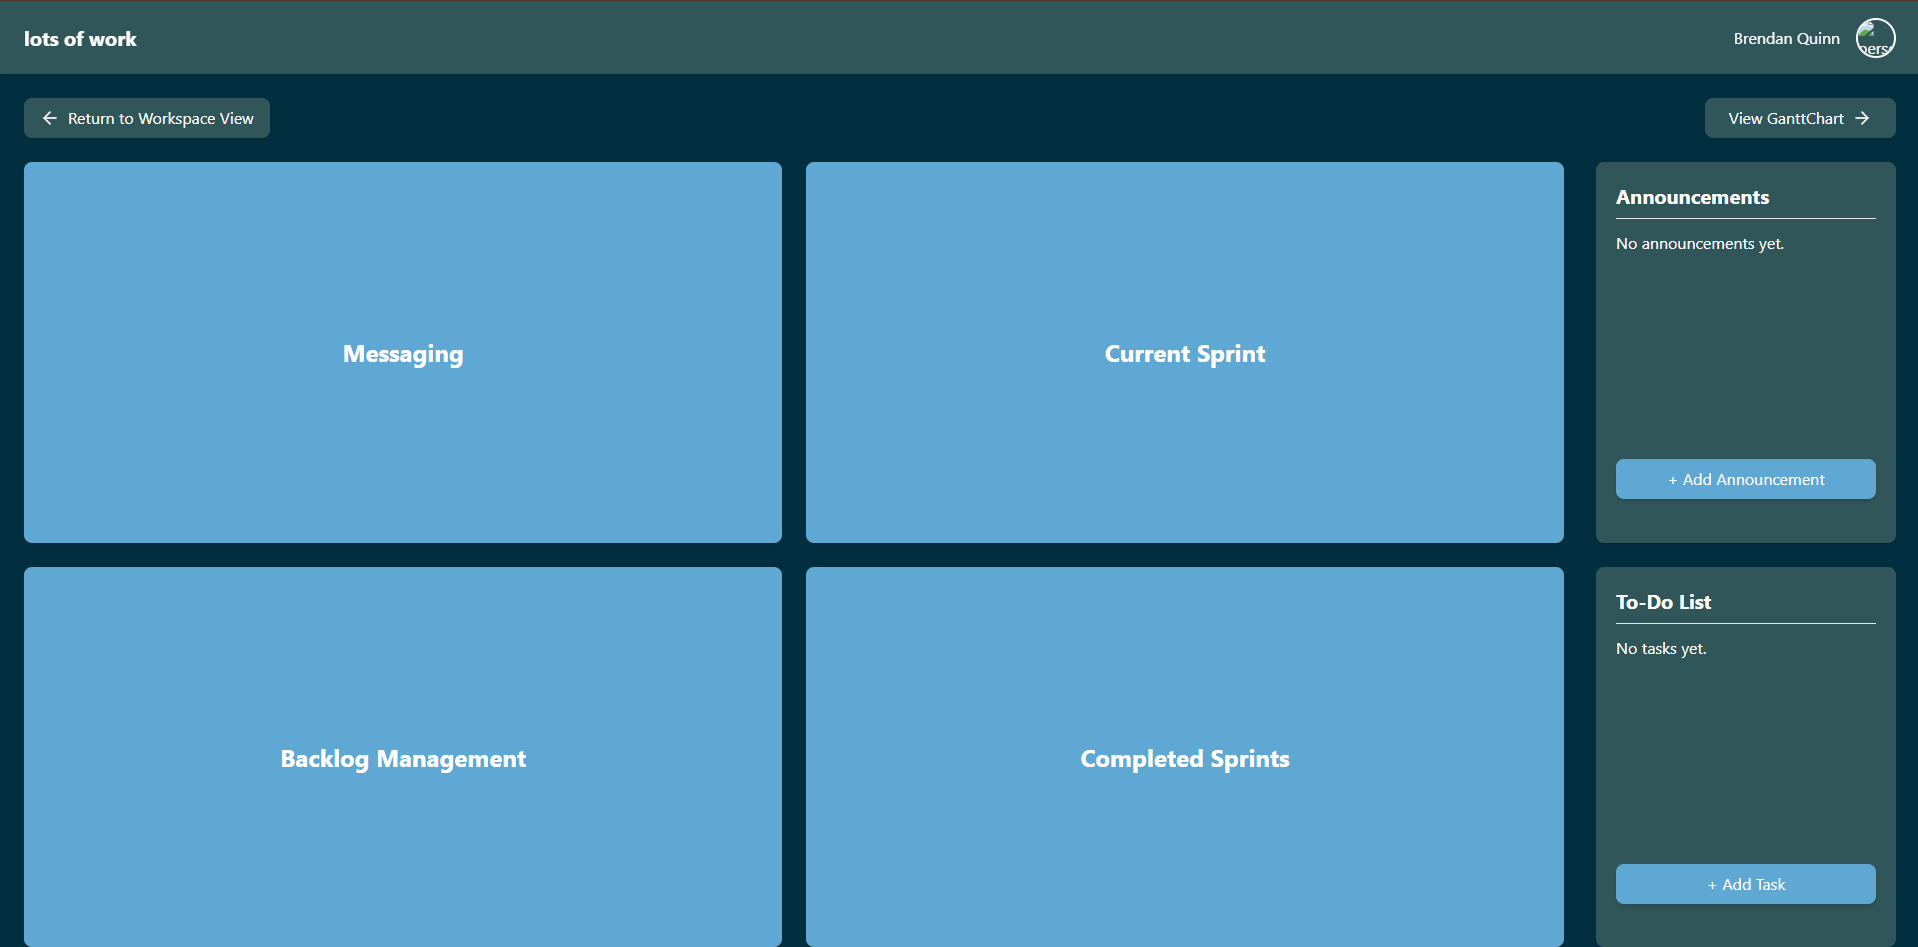 lots of work
Brendan Quinn
Return to Workspace View
View GanttChart
Messaging
Current Sprint
Announcements
No announcements yet.
+ Add Announcement
Backlog Management
Completed Sprints
To-Do List
No tasks yet.
+ Add Task